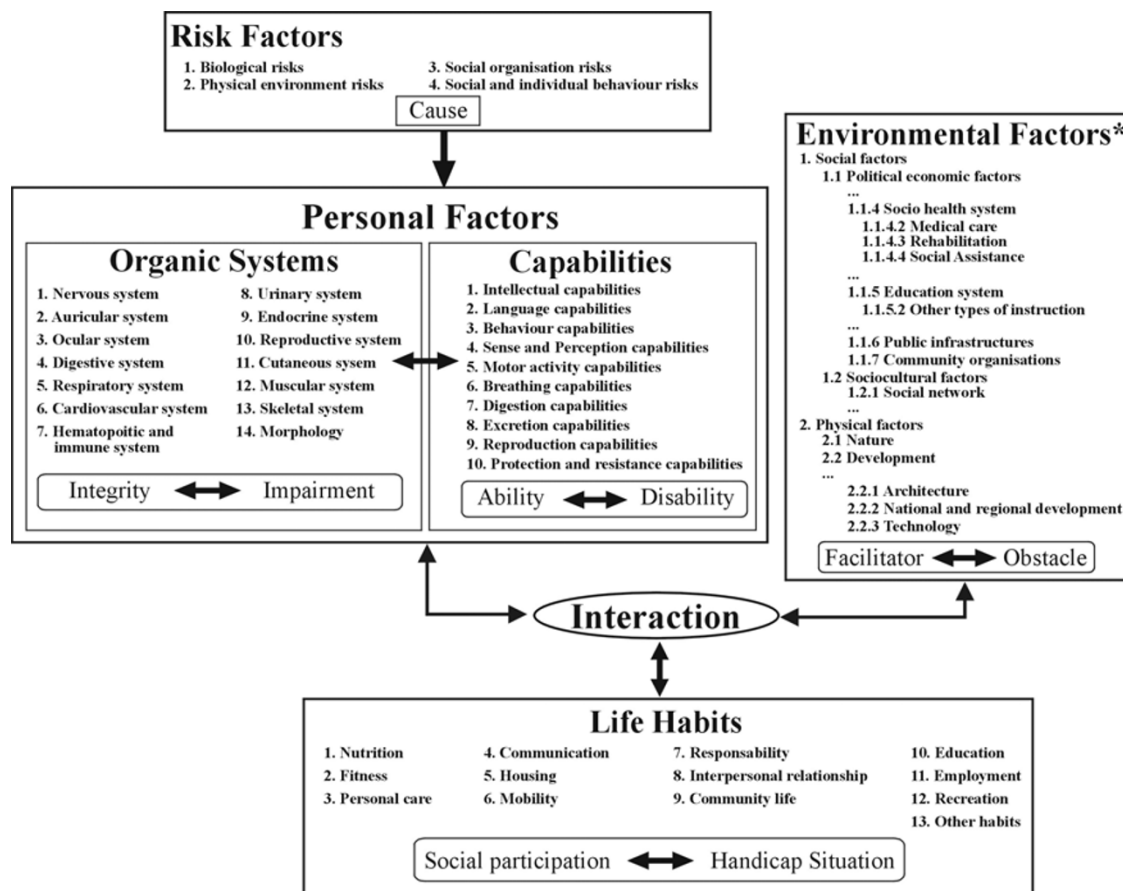 Risk Factors
1. Biological risks
2. Physical environment risks
3. Social organisation risks
4. Social and individual behaviour risks
Cause
Personal Factors
Organic Systems
1. Nervous system
2. Auricular system
3. Ocular system
4. Digestive system
5. Respiratory system
6. Cardiovascular system
7. Hematopoitic and
immune system
8. Urinary system
9. Endocrine system
10. Reproductive system
11. Cutaneous sysem
12. Muscular system
13. Skeletal system
14. Morphology
Integrity Impairment
Capabilities
1. Intellectual capabilities
2. Language capabilities
3. Behaviour capabilities
4. Sense and Perception capabilities
5. Motor activity capabilities
6. Breathing capabilities
7. Digestion capabilities
8. Excretion capabilities
9. Reproduction capabilities
10. Protection and resistance capabilities
Ability Disability
Environmental Factors*
1. Social factors
1.1 Political economic factors
...
1.1.4 Socio health system
1.1.4.2 Medical care
1.1.4.3 Rehabilitation
1.1.4.4 Social Assistance
...
1.1.5 Education system
1.1.5.2 Other types of instruction
...
1.1.6 Public infrastructures
1.1.7 Community organisations
1.2 Sociocultural factors
1.2.1 Social network
...
2. Physical factors
2.1 Nature
2.2 Development
...
2.2.1 Architecture
2.2.2 National and regional development
2.2.3 Technology
Facilitator Obstacle
Interaction
Life Habits
1. Nutrition
2. Fitness
3. Personal care
4. Communication
5. Housing
6. Mobility
7. Responsability
8. Interpersonal relationship
9. Community life
10. Education
11. Employment
12. Recreation
13. Other habits
Social participation Handicap Situation